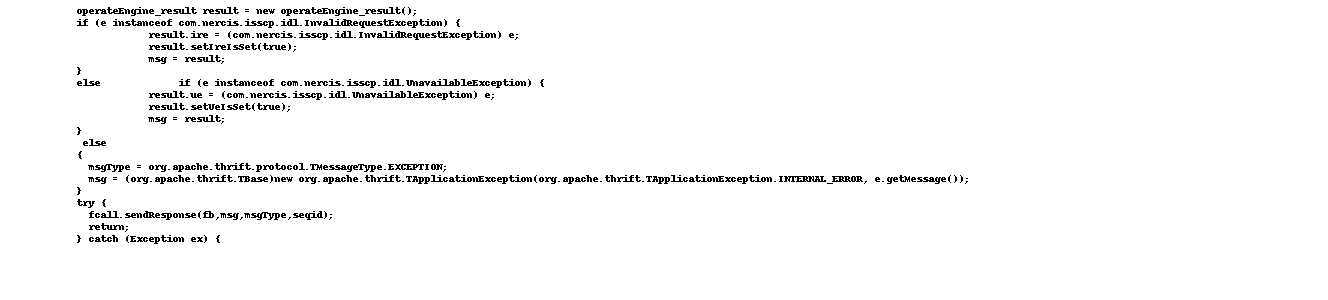 operateEngine_result result = new operateEngine_result();
if (e instanceof com.nercis.isscp.idl.InvalidRequestException) {
result.ire = (com.nercis.isscp.idl.InvalidRequestException) e;
result.setIreIsSet(true);
msg = result;
}
else             if (e instanceof com.nercis.isscp.idl.UnavailableException) {
result.ue = (com.nercis.isscp.idl.UnavailableException) e;
result.setUeIsSet(true);
msg = result;
}
else
{
msgType = org.apache.thrift.protocol.TMessageType.EXCEPTION;
msg = (org.apache.thrift.TBase)new org.apache.thrift.TApplicationException(org.apache.thrift.TApplicationException.INTERNAL_ERROR, e.getMessage());
}
try {
fcall.sendResponse(fb,msg,msgType,seqid);
return;
} catch (Exception ex) {